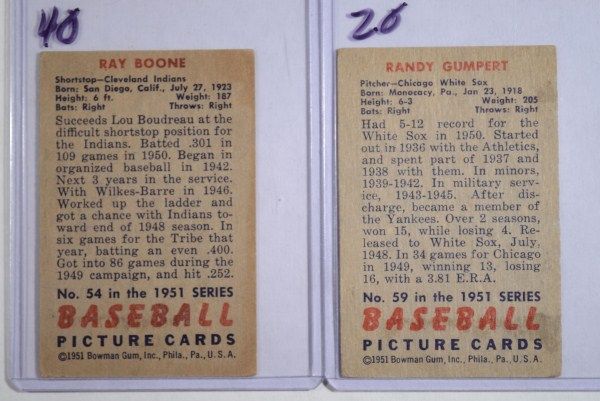 40
RAY BOONE
Shortstop—Cleveland Indians
Born: San Diego, Calif., July 27, 1923
Height: 6 ft. Weight: 187
Bats: Right Throws: Right
Succeeds Lou Boudreau at the
difficult shortstop position for
the Indians. Batted .301 in
109 games in 1950. Began in
organized baseball in 1942.
Next 3 years in the service.
With Wilkes-Barre in 1946.
Worked up the ladder and
got a chance with Indians to-
ward end of 1948 season. In
six games for the Tribe that
year, batting an even .400.
Got into 86 games during the
1949 campaign, and hit .252.
No. 54 in the 1951 SERIES
BASEBALL
PICTURE CARDS
©1951 Bowman Gum, Inc., Phila., Pa., U.S.A.
20
RANDY GUMPERT
Pitcher—Chicago White Sox
Born: Monocacy, Pa., Jan 23, 1918
Height: 6-3 Weight: 205
Bats: Right Throws: Right
Had 5-12 record for the
White Sox in 1950. Started
out in 1936 with the Athletics,
and spent part of 1937 and
1938 with them. In minors,
1939-1942. In military serv-
ice, 1943-1945. After dis-
charge, became a member of
the Yankees. Over 2 seasons,
won 15, while losing 4. Re-
leased to White Sox, July,
1948. In 34 games for Chicago
in 1949, winning 13, losing
16, with a 3.81 E.R.A.
No. 59 in the 1951 SERIES
BASEBALL
PICTURE CARDS
©1951 Bowman Gum, Inc., Phila., Pa., U.S.A.